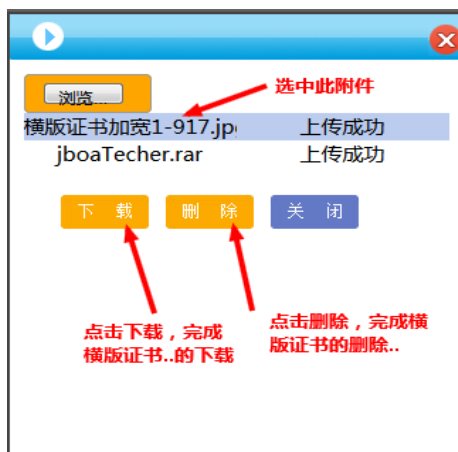 选中此附件
浏览...
横版证书加宽1-917.jpg 上传成功
jboaTecher.rar 上传成功
下 载 删 除 关 闭
点击下载，完成
横版证书..的下载
点击删除，完成横
版证书的删除..